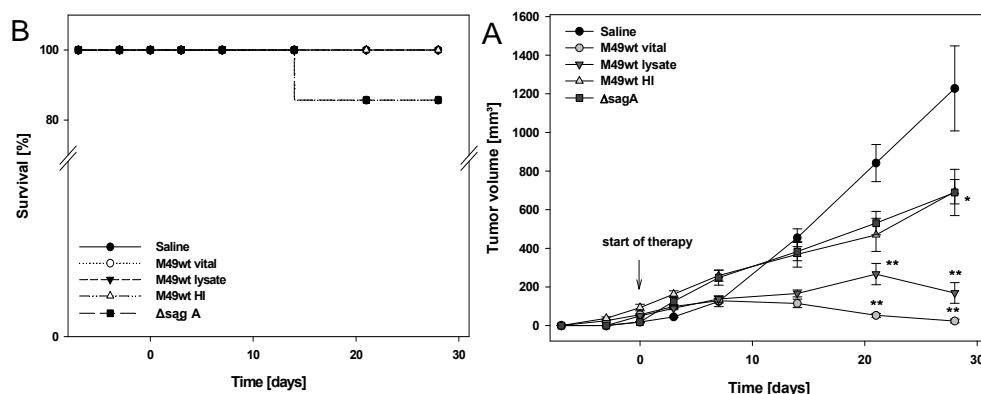 B
Survival [%]
100
80
0
Saline
M49wt vital
M49wt lysate
M49wt HI
Δsag A
0
10
20
30
Time [days]
A
Tumor volume [mm³]
1600
1400
1200
1000
800
600
400
200
0
Saline
M49wt vital
M49wt lysate
M49wt HI
ΔsagA
start of therapy
*
**
**
**
**
0
10
20
30
Time [days]